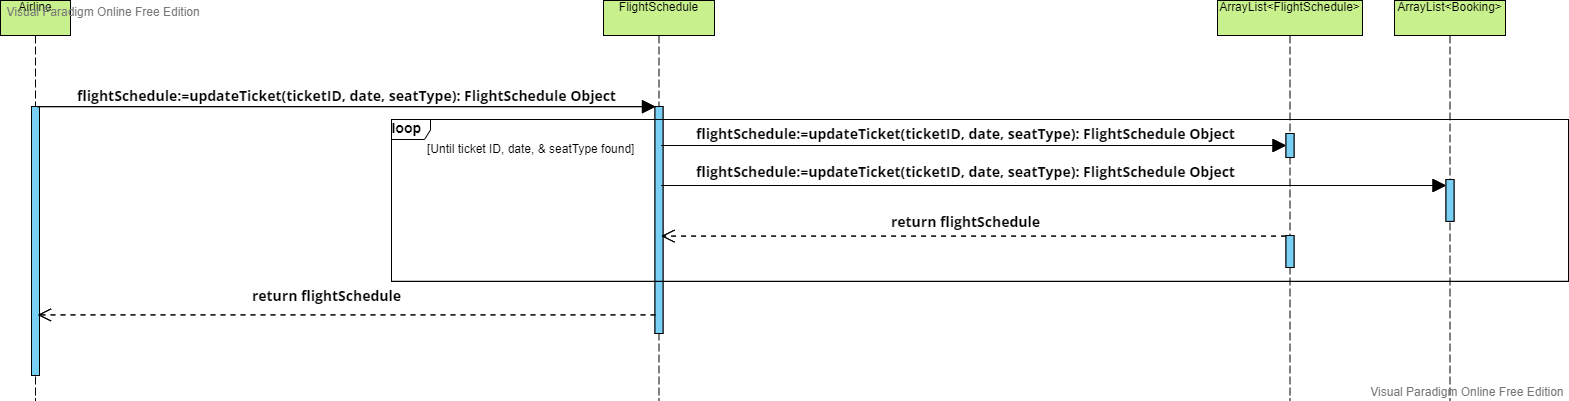 Airline
Visual Paradigm Online Free Edition
FlightSchedule
ArrayList<FlightSchedule>
ArrayList<Booking>
flightSchedule:=updateTicket(ticketID, date, seatType): FlightSchedule Object
loop
[Until ticket ID, date, & seatType found]
flightSchedule:=updateTicket(ticketID, date, seatType): FlightSchedule Object
flightSchedule:=updateTicket(ticketID, date, seatType): FlightSchedule Object
return flightSchedule
return flightSchedule
Visual Paradigm Online Free Edition